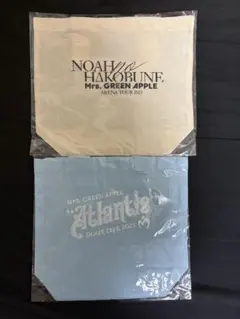 NOAH no
HAKOBUNE
Mrs. GREEN APPLE
ARENA TOUR 2023
MRS. GREEN APPLE
Atlantis
DOME LIVE 2023